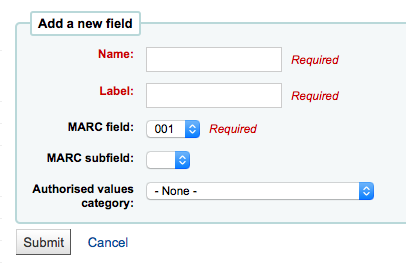 Add a new field
Name: Required
Label: Required
MARC field: 001 Required
MARC subfield:
Authorised values - None -
category:
Submit Cancel